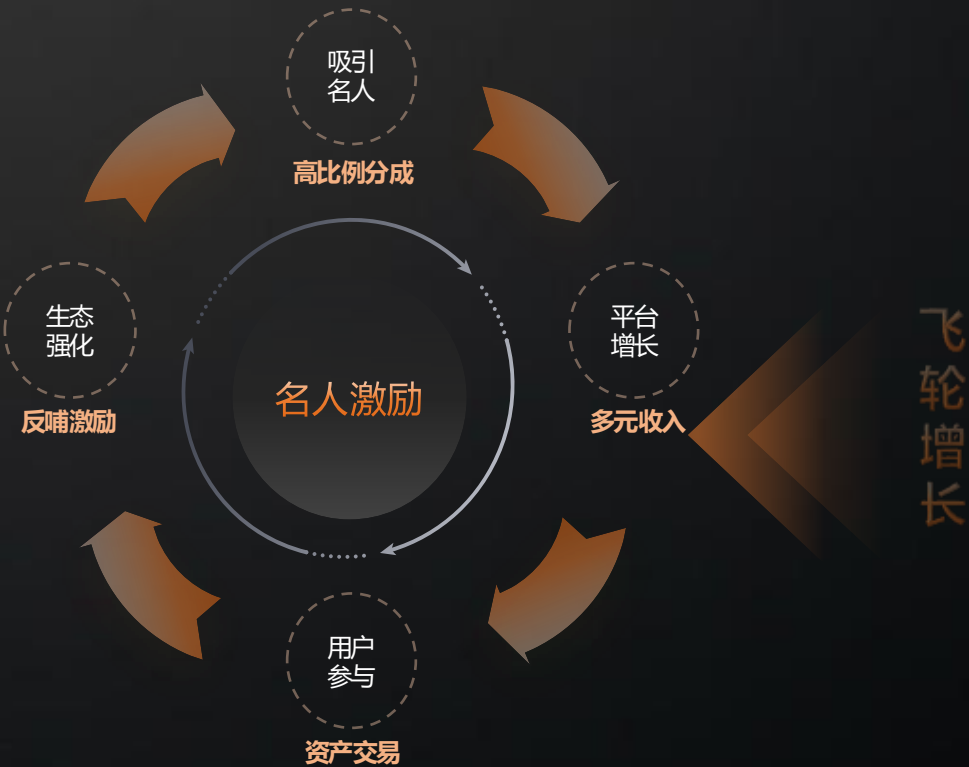 吸引
名人
高比例分成
平台
增长
多元收入
用户
参与
资产交易
生态
强化
反哺激励
名人激励
飞
轮
增
长